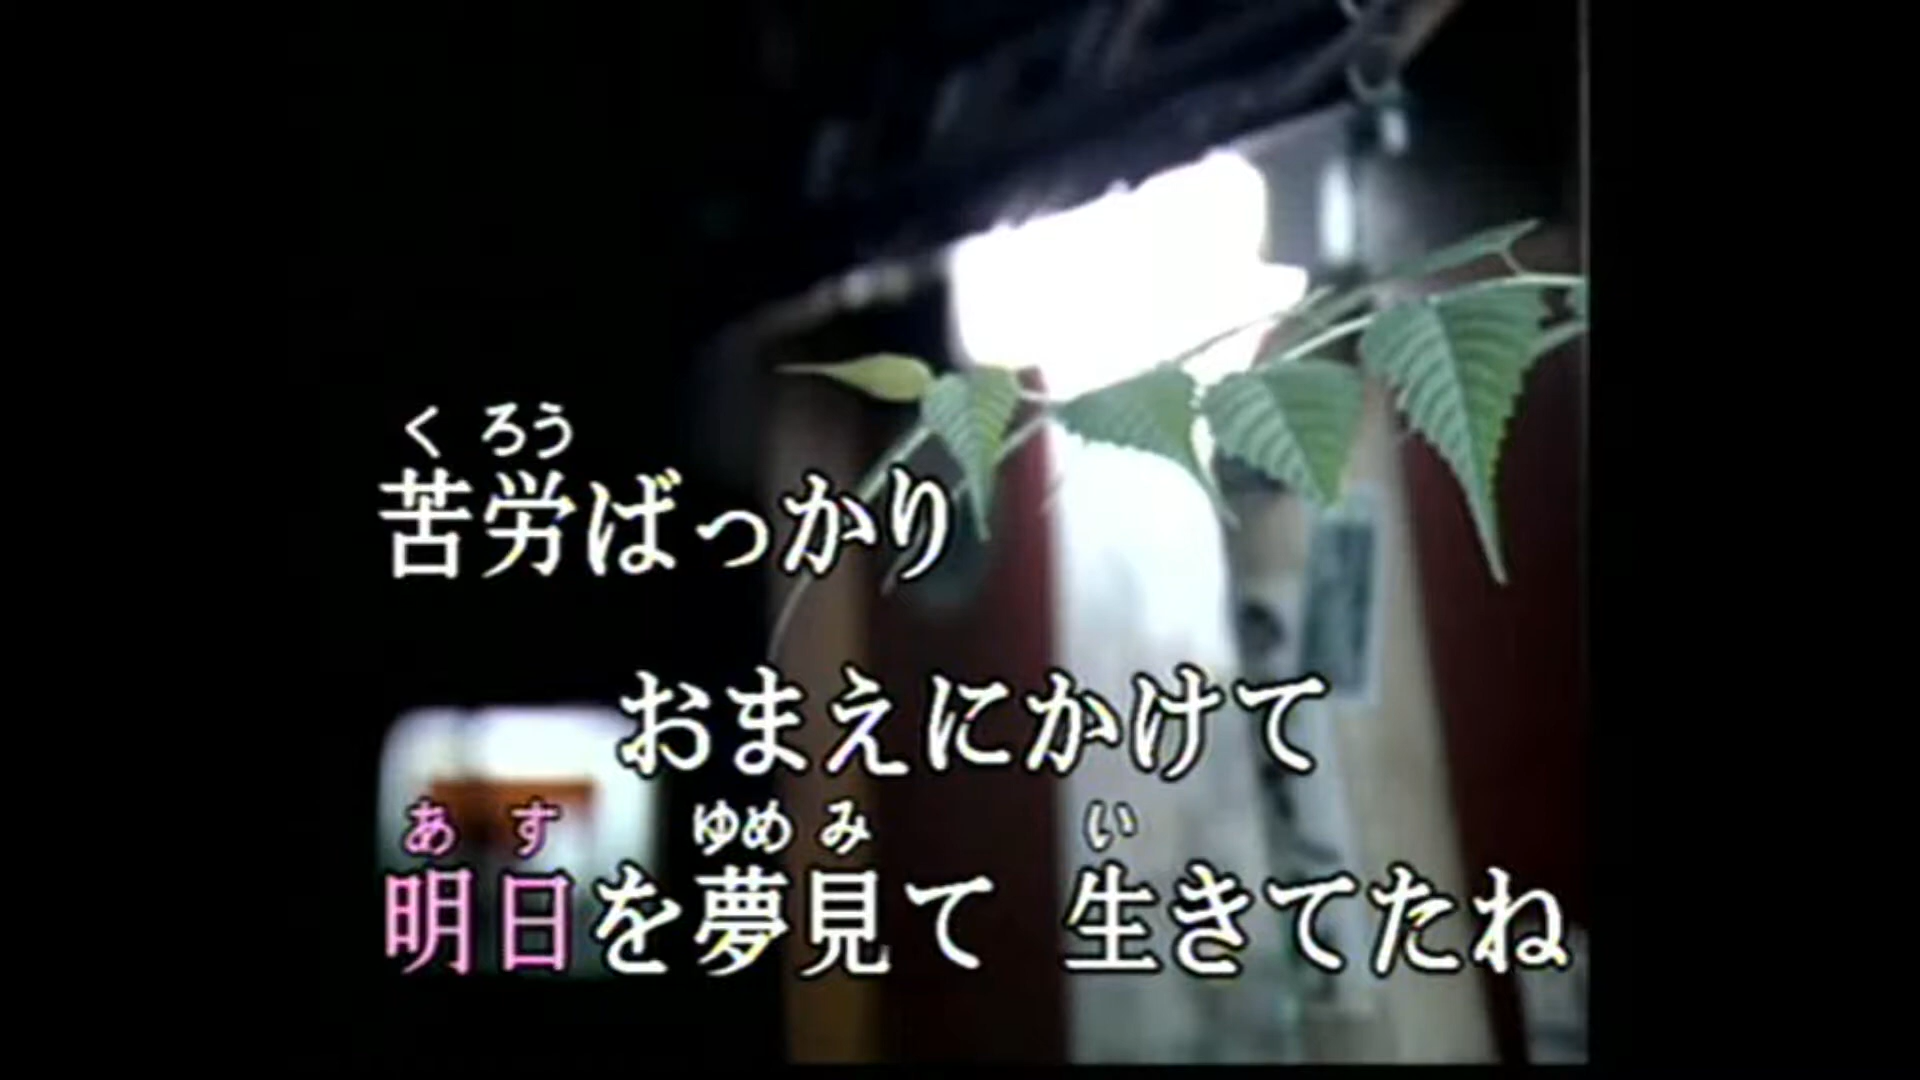 く ろう
苦労ばっかり
おまえにかけて
あ す ゆめ み い
明日を夢見て 生きてたね